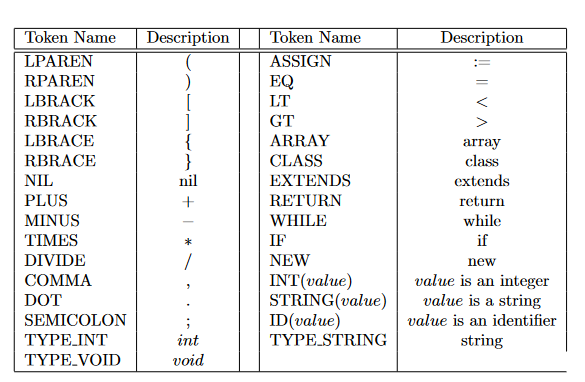 Token Name Description Token Name Description
LPAREN ( ASSIGN :=
RPAREN ) EQ =
LBRACK [ LT <
RBRACK ] GT >
LBRACE { ARRAY array
RBRACE } CLASS class
NIL nil EXTENDS extends
PLUS + RETURN return
MINUS − WHILE while
TIMES ∗ IF if
DIVIDE / NEW new
COMMA , INT(value) value is an integer
DOT . STRING(value) value is a string
SEMICOLON ; ID(value) value is an identifier
TYPE_INT int TYPE_STRING string
TYPE_VOID void